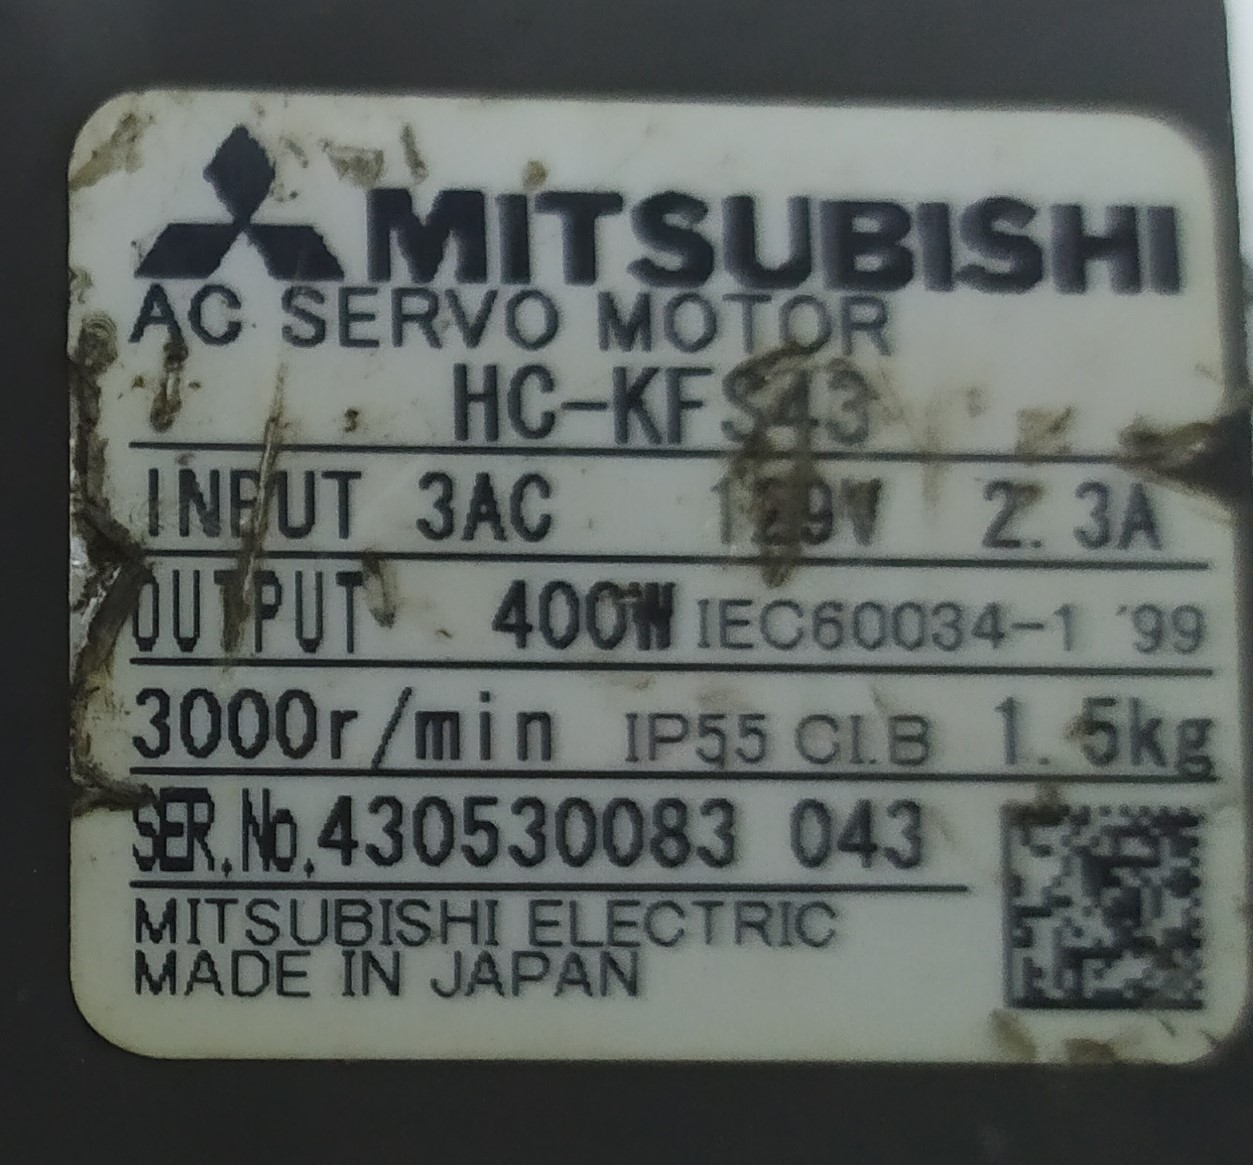 MITSUBISHI
AC SERVO MOTOR
HC-KFS43
INPUT 3AC 129V 2.3A
OUTPUT 400W IEC60034-1 '99
3000r/min IP55 CI.B 1.5kg
SER.No.430530083 043
MITSUBISHI ELECTRIC
MADE IN JAPAN